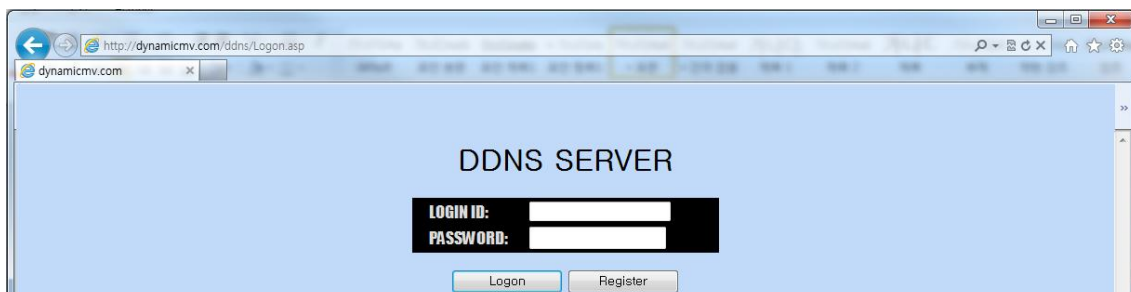 http://dynamicmv.com/ddns/Logon.asp
dynamicmv.com
DDNS SERVER
LOGIN ID:
PASSWORD:
Logon Register